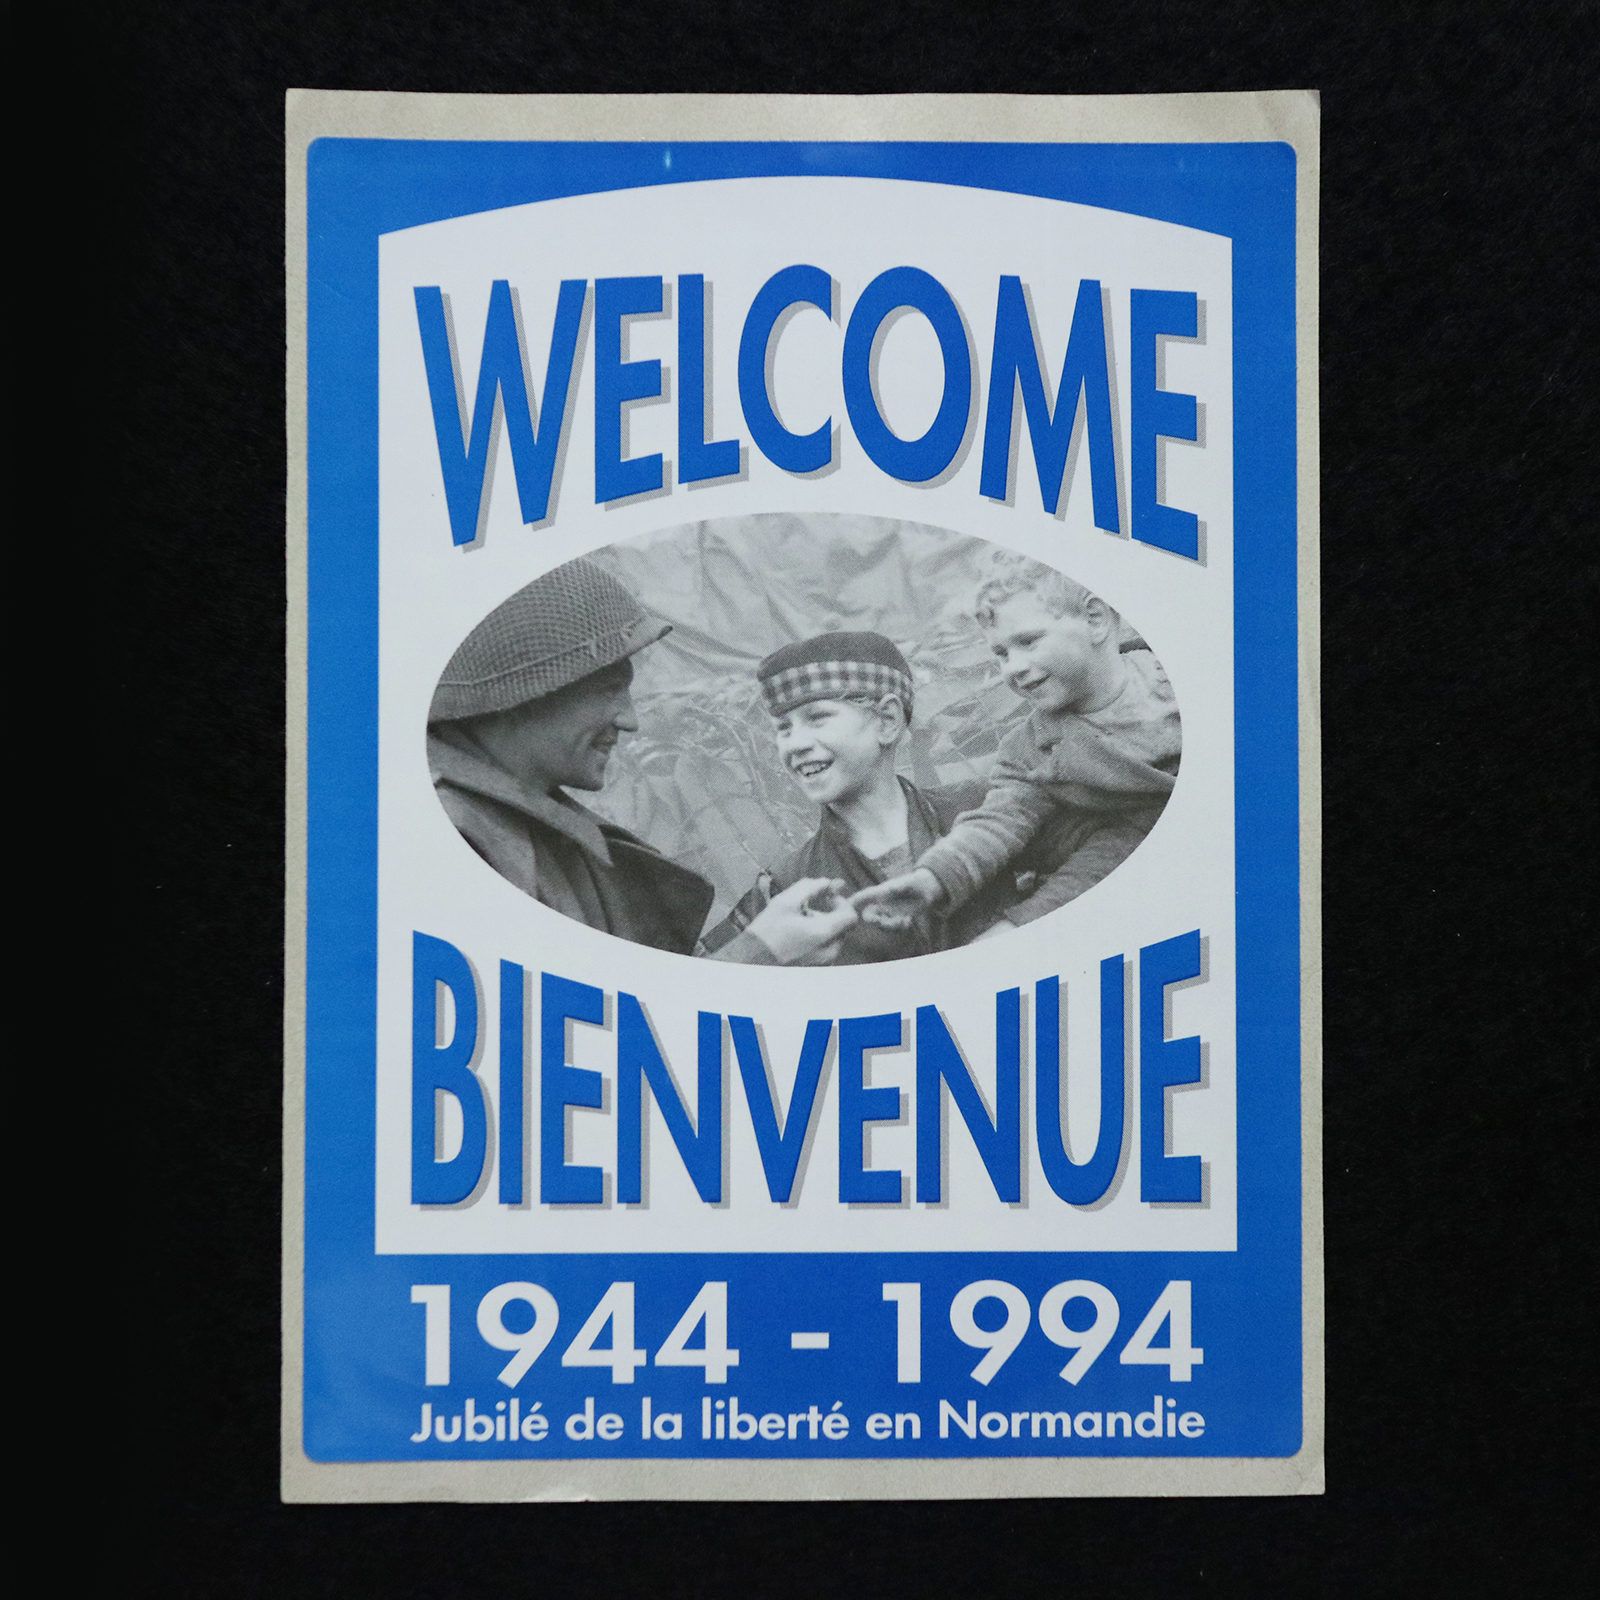 WELCOME
BIENVENUE
1944 - 1994
Jubilé de la liberté en Normandie